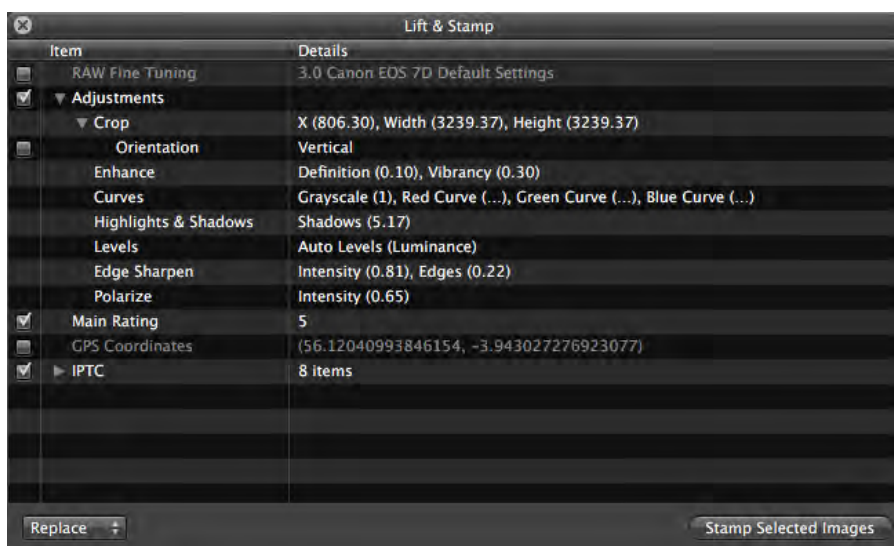 Lift & Stamp
Item Details
RAW Fine Tuning 3.0 Canon EOS 7D Default Settings
Adjustments
Crop X (806.30), Width (3239.37), Height (3239.37)
Orientation Vertical
Enhance Definition (0.10), Vibrancy (0.30)
Curves Grayscale (1), Red Curve (...), Green Curve (...), Blue Curve (...)
Highlights & Shadows Shadows (5.17)
Levels Auto Levels (Luminance)
Edge Sharpen Intensity (0.81), Edges (0.22)
Polarize Intensity (0.65)
Main Rating 5
GPS Coordinates (56.12040993846154, -3.943027276923077)
IPTC 8 items
Replace Stamp Selected Images